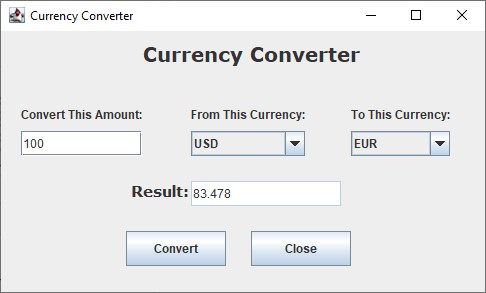 Currency Converter
Currency Converter
Convert This Amount: From This Currency: To This Currency:
100 USD EUR
Result: 83.478
Convert Close